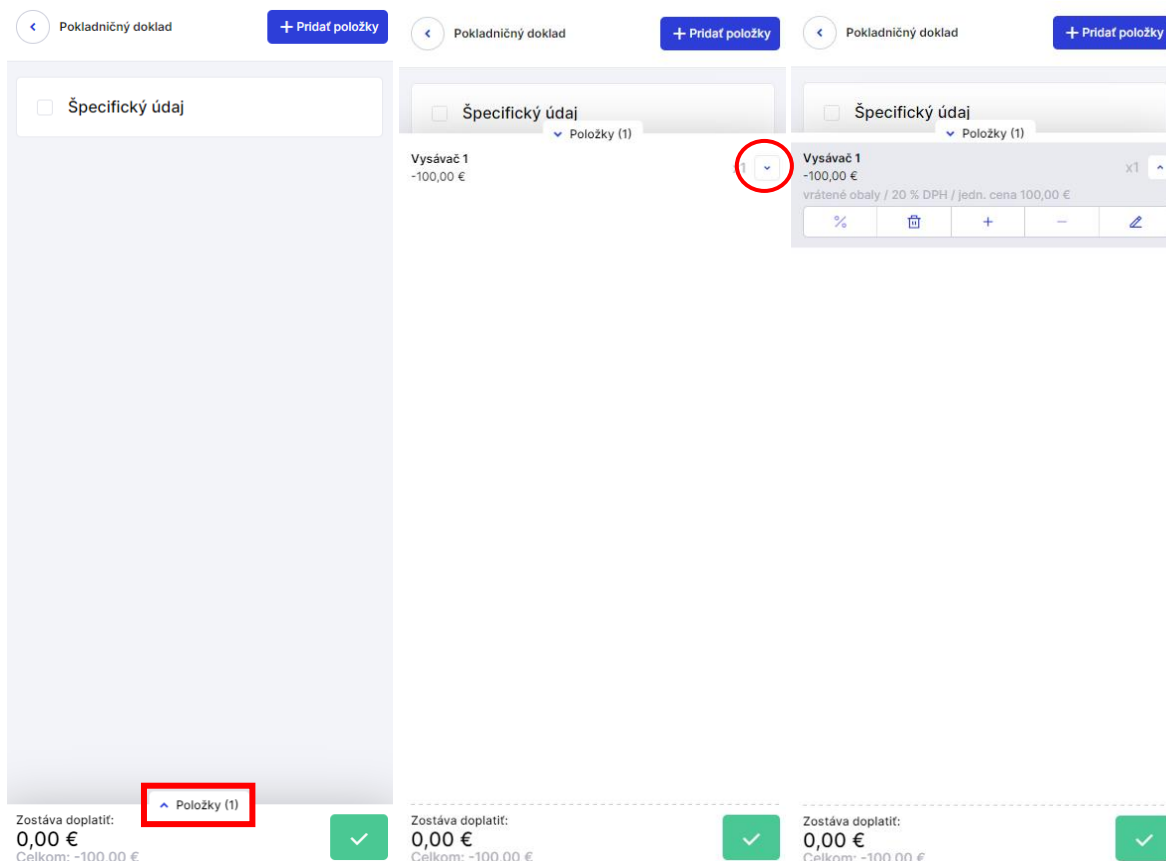 Pokladničný doklad
+ Pridať položky
Špecifický údaj
Položky (1)
Zostáva doplatiť:
0,00 €
Celkom: -100,00 €
Pokladničný doklad
+ Pridať položky
Špecifický údaj
Položky (1)
Vysávač 1
-100,00 €
Zostáva doplatiť:
0,00 €
Celkom: -100,00 €
Pokladničný doklad
+ Pridať položky
Špecifický údaj
Položky (1)
Vysávač 1
x1
-100,00 €
vrátené obaly / 20 % DPH / jedn. cena 100,00 €
% + −
Zostáva doplatiť:
0,00 €
Celkom: -100,00 €